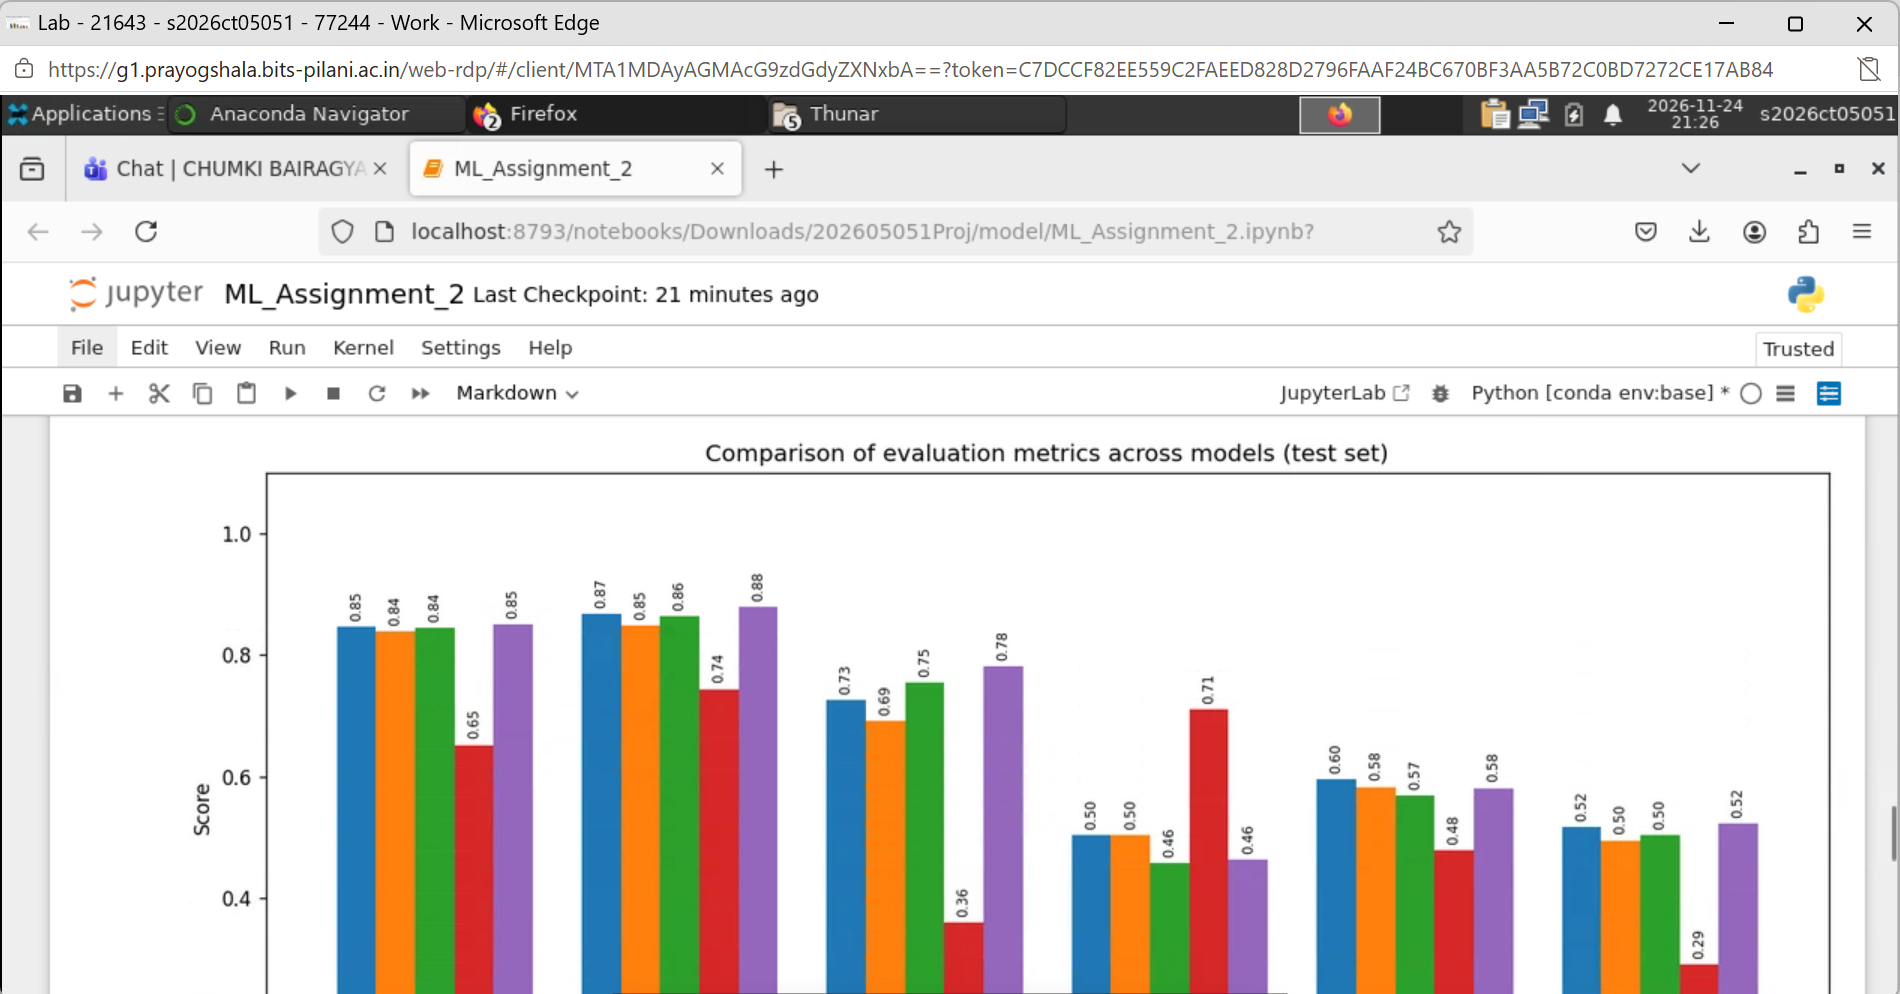 Lab - 21643 - s2026ct05051 - 77244 - Work - Microsoft Edge
https://g1.prayogshala.bits-pilani.ac.in/web-rdp/#/client/MTA1MDAyAGMAcG9zdGdyZXNxbA==?token=C7DCCF82EE559C2FAEED828D2796FAAF24BC670BF3AA5B72C0BD7272CE17AB84
Applications Anaconda Navigator 2 Firefox 5 Thunar 2026-11-24 21:26 s2026ct05051
Chat | CHUMKI BAIRAGYA ML_Assignment_2
localhost:8793/notebooks/Downloads/202605051Proj/model/ML_Assignment_2.ipynb?
jupyter ML_Assignment_2 Last Checkpoint: 21 minutes ago
File Edit View Run Kernel Settings Help Trusted
Markdown JupyterLab Python [conda env:base] *
Comparison of evaluation metrics across models (test set)
1.0
0.8
0.6
0.4
Score
0.85 0.84 0.84 0.65 0.85
0.87 0.85 0.86 0.74 0.88
0.73 0.69 0.75 0.36 0.78
0.50 0.50 0.46 0.71 0.46
0.60 0.58 0.57 0.48 0.58
0.52 0.50 0.50 0.29 0.52